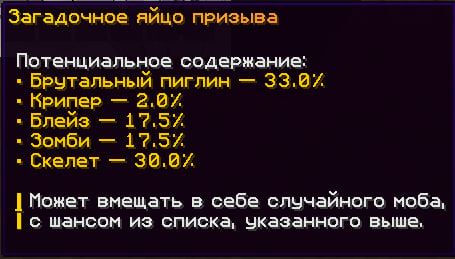 Загадочное яйцо призыва
Потенциальное содержание:
• Брутальный пиглин — 33.0%
• Крипер — 2.0%
• Блейз — 17.5%
• Зомби — 17.5%
• Скелет — 30.0%
Может вмещать в себе случайного моба,
с шансом из списка, указанного выше.